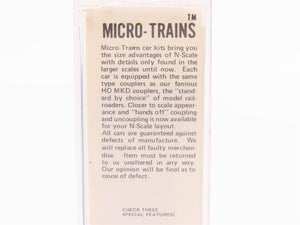 TM
MICRO-TRAINS
Micro-Trains car kits bring you
the size advantages of N-Scale
with details only found in the
larger scales until now. Each
car is equipped with the same
type couplers as our famous
HO MKD couplers, the "stand-
ard by choice" of model rail-
roaders. Closer to scale appear-
ance and "hands off" coupling
and uncoupling is now available
for your N-Scale layout.
All cars are guaranteed against
defects of manufacture. We
will replace all faulty merchan-
dise. Item must be returned
to us unaltered in any way.
Our opinion will be final as to
cause of defect.
CHECK THESE
SPECIAL FEATURES!